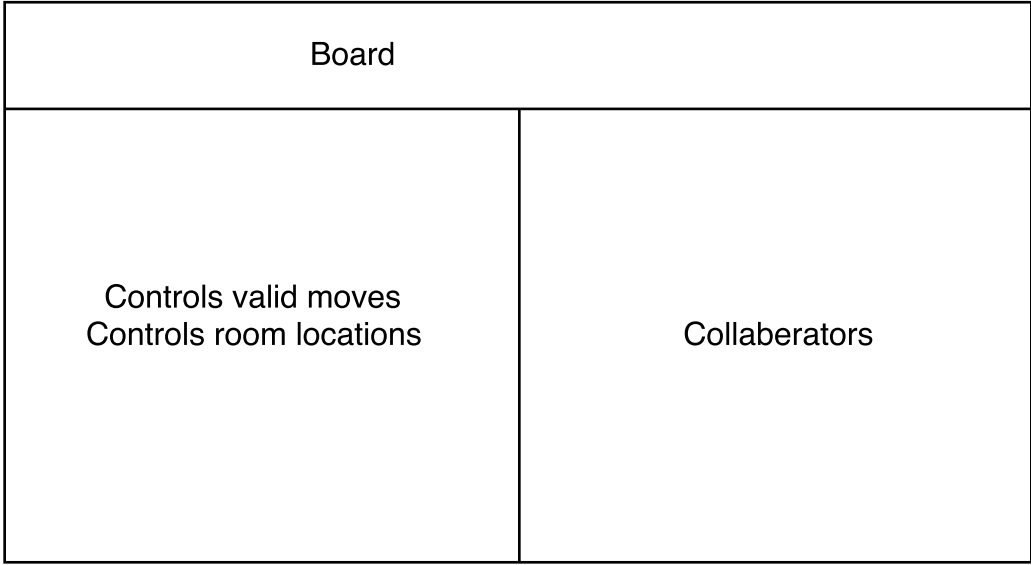 Board
Controls valid moves
Controls room locations
Collaberators